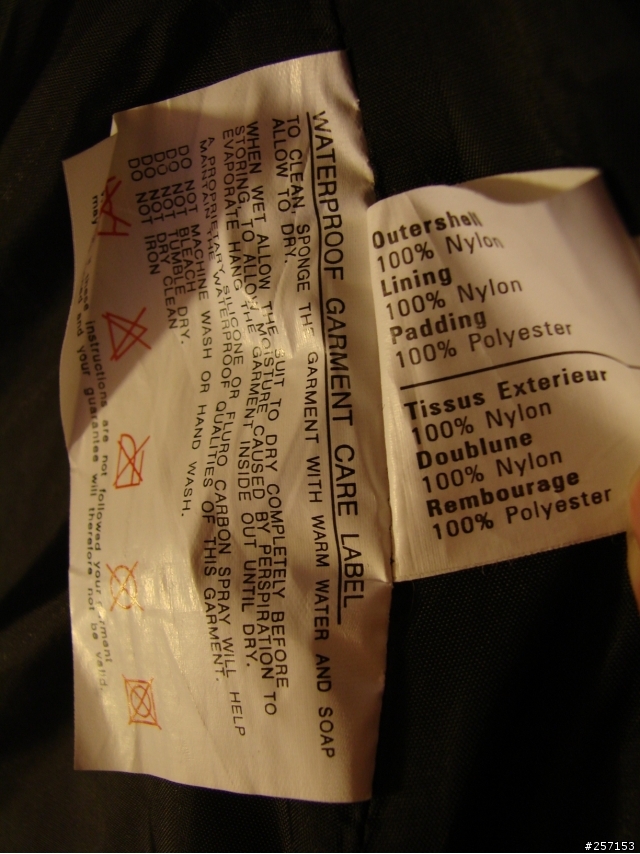 WATERPROOF GARMENT CARE LABEL
TO CLEAN, SPONGE THE GARMENT WITH WARM WATER AND SOAP
ALLOW TO DRY.
WHEN WET ALLOW THE SUIT TO DRY COMPLETELY BEFORE
STORING, TO ALLOW THE MOISTURE CAUSED BY PERSPIRATION TO
EVAPORATE HANG THE GARMENT INSIDE OUT UNTIL DRY.
A PROPRIETARY SILICONE OR FLURO CARBON SPRAY WILL HELP
MAINTAIN THE WATERPROOF QUALITIES OF THIS GARMENT.
DO NOT MACHINE WASH OR HAND WASH.
DO NOT BLEACH
DO NOT TUMBLE DRY.
DO NOT DRY CLEAN
DO NOT IRON
these instructions are not followed your garment
may and your guarantee will therefore not be valid.
Outershell
100% Nylon
Lining
100% Nylon
Padding
100% Polyester
Tissus Exterieur
100% Nylon
Doublune
100% Nylon
Rembourage
100% Polyester
#257153